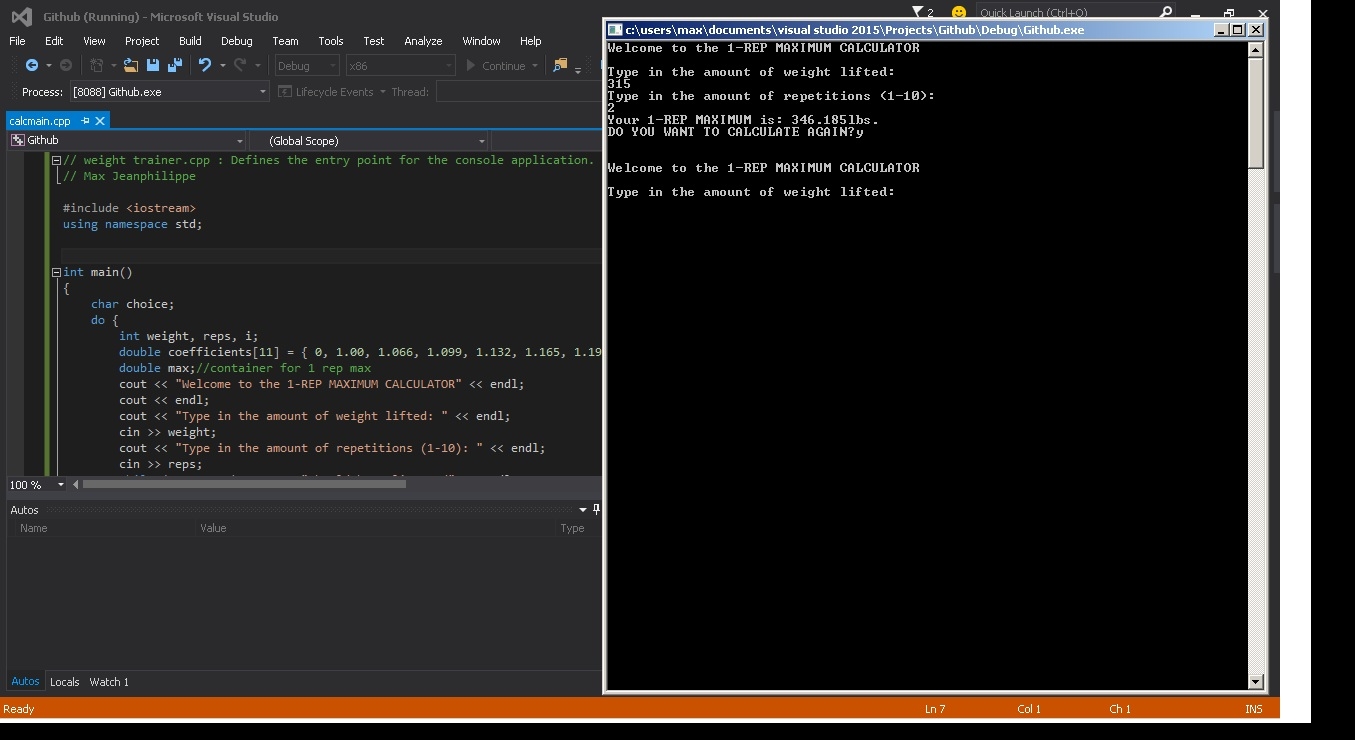 Github (Running) - Microsoft Visual Studio
2
Quick Launch (Ctrl+Q)
File Edit View Project Build Debug Team Tools Test Analyze Window Help
Debug x86 Continue
Process: [8088] Github.exe Lifecycle Events Thread:
calcmain.cpp
Github (Global Scope)
// weight trainer.cpp : Defines the entry point for the console application.
// Max Jeanphilippe
#include <iostream>
using namespace std;
int main()
{
char choice;
do {
int weight, reps, i;
double coefficients[11] = { 0, 1.00, 1.066, 1.099, 1.132, 1.165, 1.19
double max;//container for 1 rep max
cout << "Welcome to the 1-REP MAXIMUM CALCULATOR" << endl;
cout << endl;
cout << "Type in the amount of weight lifted: " << endl;
cin >> weight;
cout << "Type in the amount of repetitions (1-10): " << endl;
cin >> reps;
100 %
Autos
Name Value Type
Autos Locals Watch 1
Ready Ln 7 Col 1 Ch 1 INS
c:\users\max\documents\visual studio 2015\Projects\Github\Debug\Github.exe
Welcome to the 1-REP MAXIMUM CALCULATOR
Type in the amount of weight lifted:
315
Type in the amount of repetitions (1-10):
2
Your 1-REP MAXIMUM is: 346.185lbs.
DO YOU WANT TO CALCULATE AGAIN?y
Welcome to the 1-REP MAXIMUM CALCULATOR
Type in the amount of weight lifted: